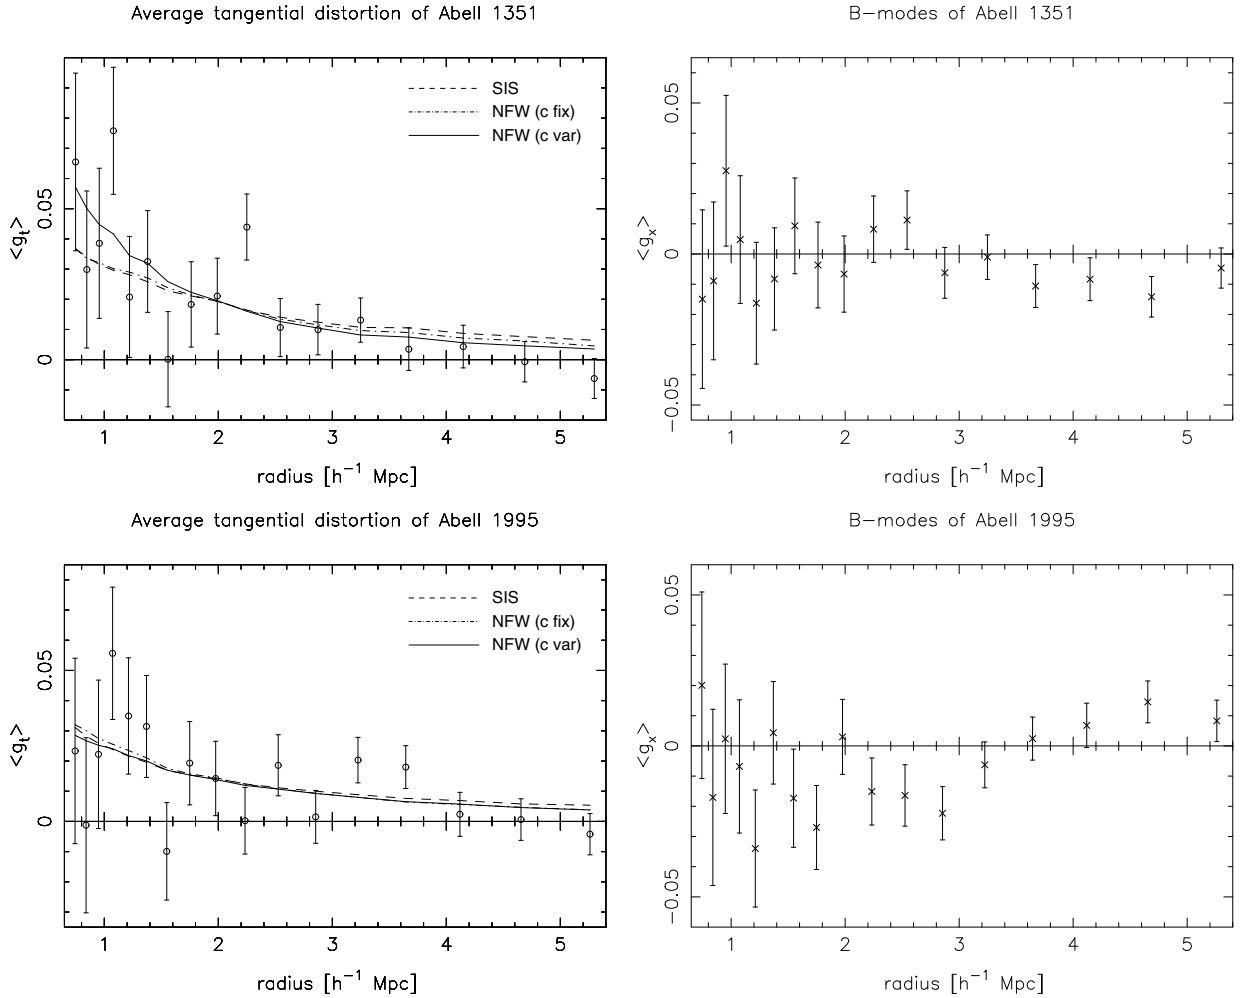 Average tangential distortion of Abell 1351
SIS
NFW (c fix)
NFW (c var)
<g_t>
0.05
0
1 2 3 4 5
radius [h^-1 Mpc]
B-modes of Abell 1351
<g_x>
0.05
0
-0.05
1 2 3 4 5
radius [h^-1 Mpc]
Average tangential distortion of Abell 1995
SIS
NFW (c fix)
NFW (c var)
<g_t>
0.05
0
1 2 3 4 5
radius [h^-1 Mpc]
B-modes of Abell 1995
<g_x>
0.05
0
-0.05
1 2 3 4 5
radius [h^-1 Mpc]